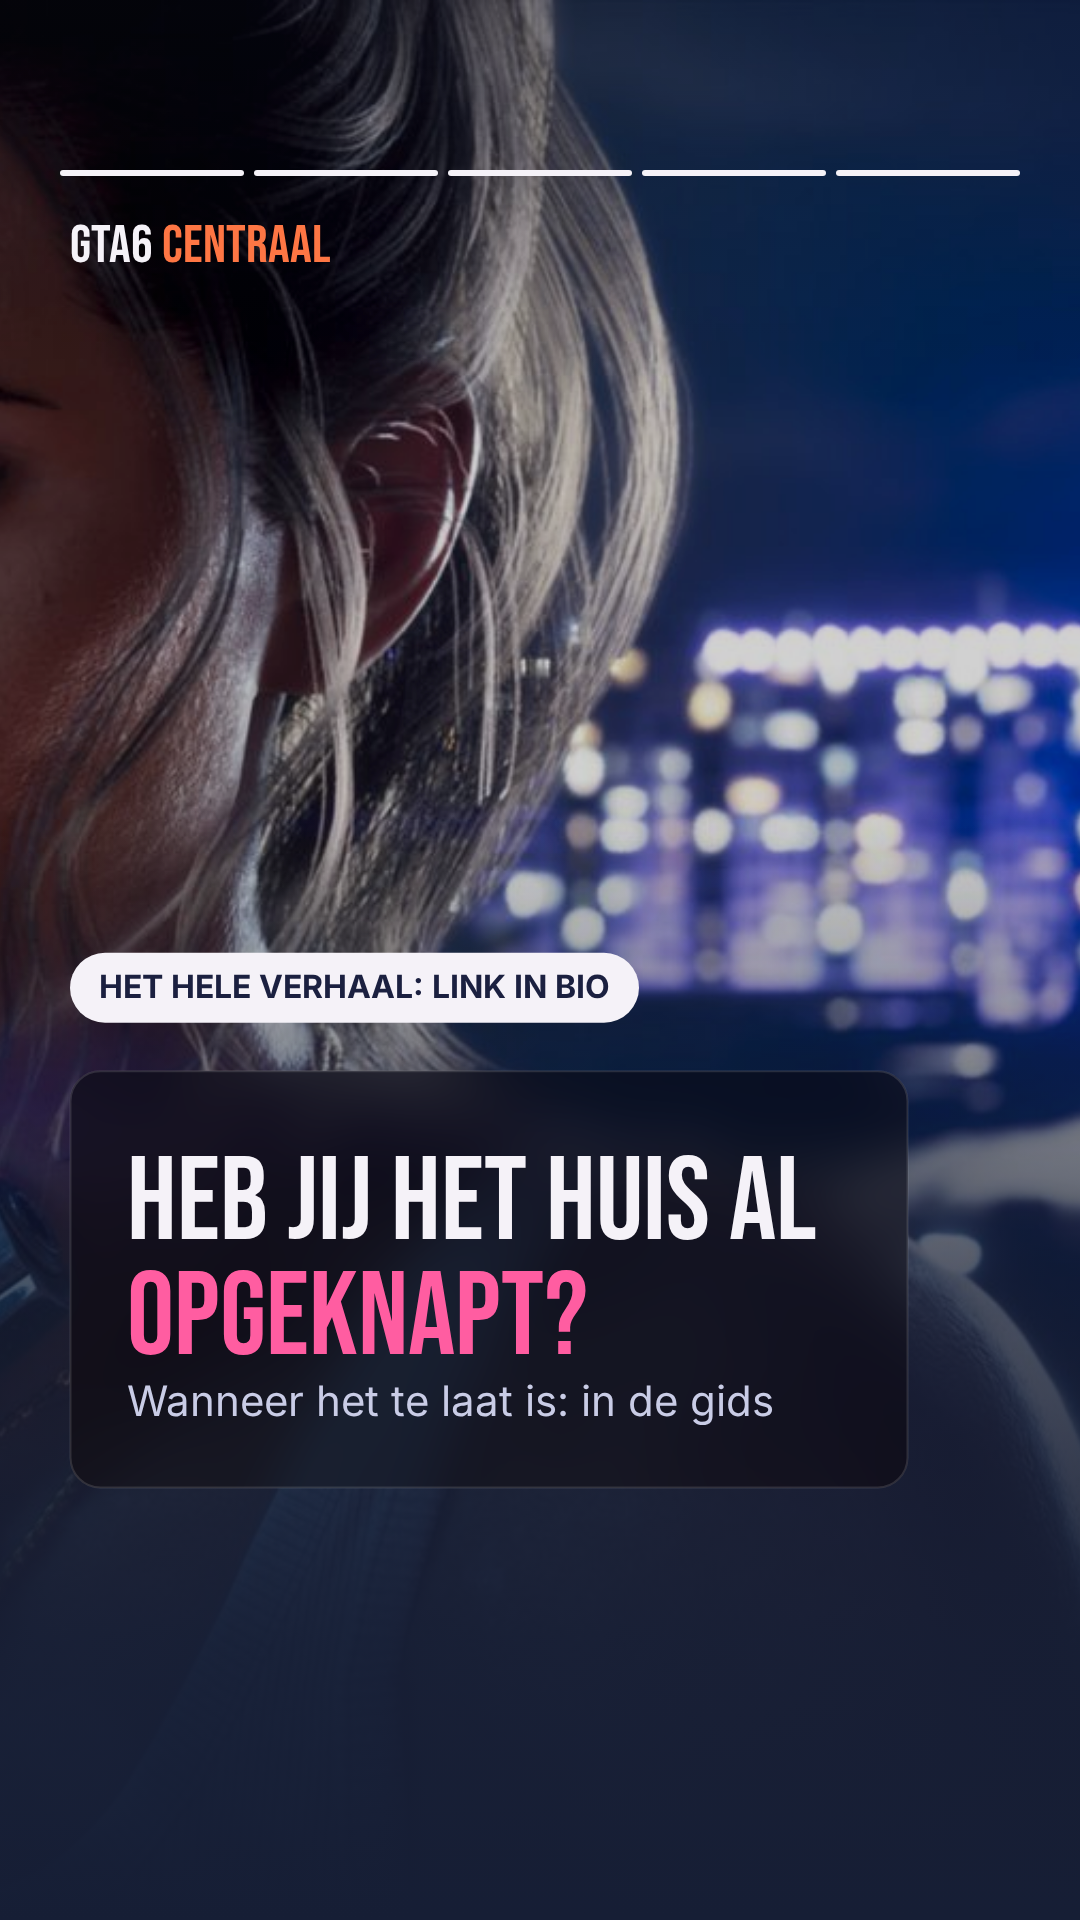 GTA6 CENTRAAL
HET HELE VERHAAL: LINK IN BIO
HEB JIJ HET HUIS AL
OPGEKNAPT?
Wanneer het te laat is: in de gids